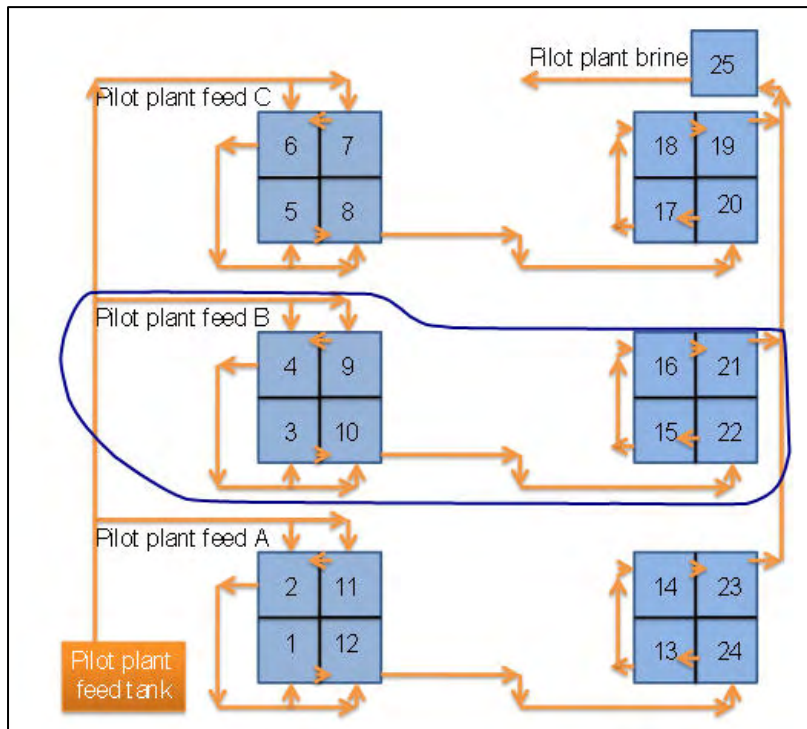 Pilot plant brine
25
Pilot plant feed C
6 7
18 19
5 8
17 20
Pilot plant feed B
4 9
16 21
3 10
15 22
Pilot plant feed A
2 11
14 23
1 12
13 24
Pilot plant
feed tank